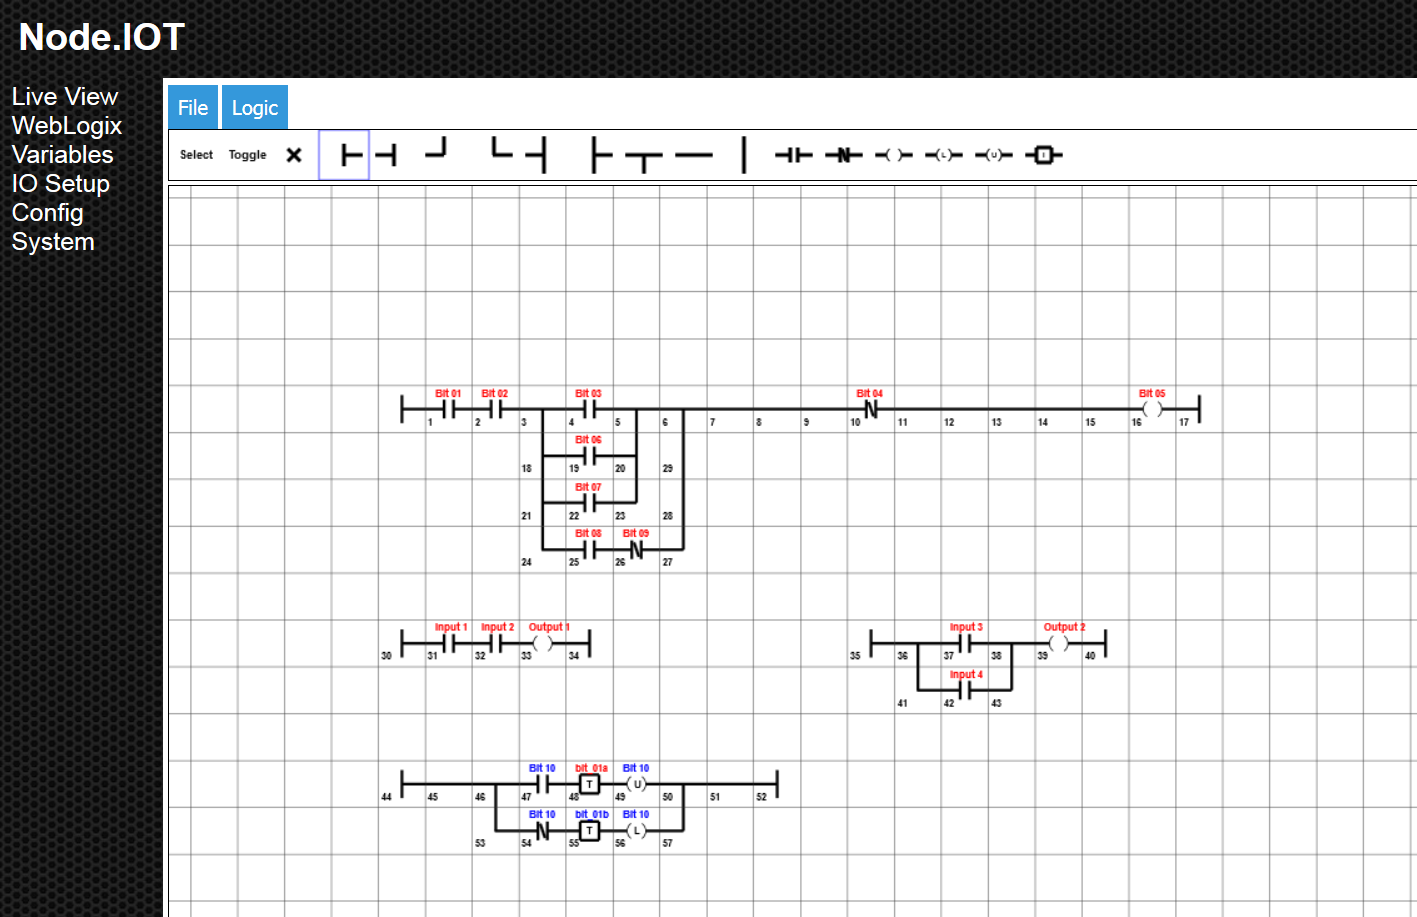 Node.IOT
Live View
WebLogix
Variables
IO Setup
Config
System
File Logic
Select Toggle
L U
Bit 01 Bit 02 Bit 03 Bit 04 Bit 05
1 2 3 4 5 6 7 8 9 10 11 12 13 14 15 16 17
Bit 06
18 19 20 29
Bit 07
21 22 23 28
Bit 08 Bit 09
24 25 26 27
Input 1 Input 2 Output 1 Input 3 Output 2
30 31 32 33 34 35 36 37 38 39 40
Input 4
41 42 43
Bit 10 bit_01a Bit 10
T U
44 45 46 47 48 49 50 51 52
Bit 10 bit_01b Bit 10
T L
53 54 55 56 57